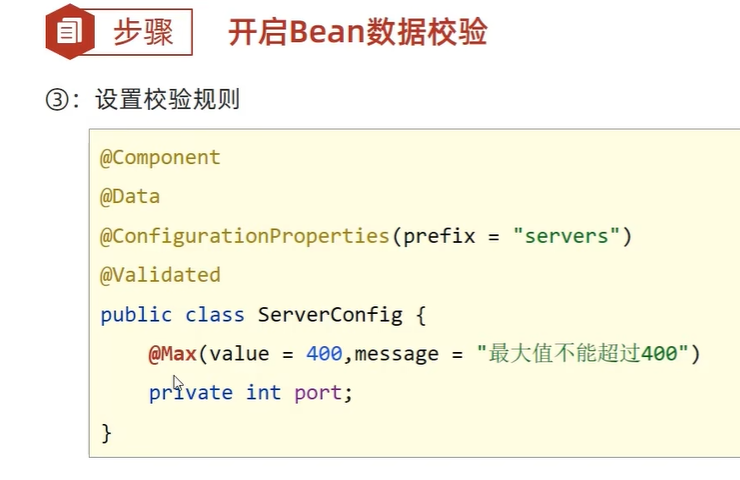 步骤 开启Bean数据校验
③：设置校验规则
@Component
@Data
@ConfigurationProperties(prefix = "servers")
@Validated
public class ServerConfig {
    @Max(value = 400,message = "最大值不能超过400")
    private int port;
}